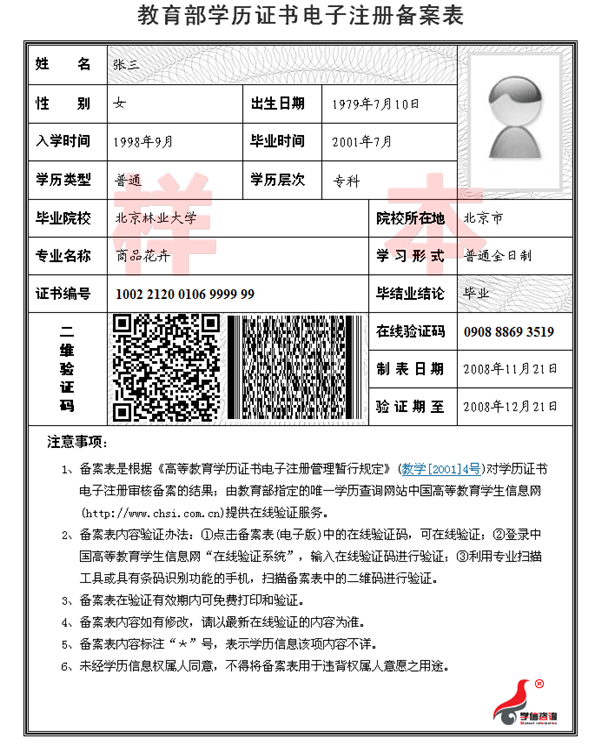 教育部学历证书电子注册备案表
姓 名 张三
性 别 女 出生日期 1979年7月10日
入学时间 1998年9月 毕业时间 2001年7月
学历类型 普通 学历层次 专科
毕业院校 北京林业大学 院校所在地 北京市
专业名称 商品花卉 学习形式 普通全日制
样本
证书编号 1002 2120 0106 9999 99 毕结业结论 毕业
二维验证码 在线验证码 0908 8869 3519
制表日期 2008年11月21日
验证期至 2008年12月21日
注意事项:
1、备案表是根据《高等教育学历证书电子注册管理暂行规定》(教学[2001]4号)对学历证书
电子注册审核备案的结果;由教育部指定的唯一学历查询网站中国高等教育学生信息网
(http://www.chsi.com.cn)提供在线验证服务。
2、备案表内容验证办法:①点击备案表(电子版)中的在线验证码,可在线验证;②登录中
国高等教育学生信息网“在线验证系统”,输入在线验证码进行验证;③利用专业扫描
工具或具有条码识别功能的手机,扫描备案表中的二维码进行验证。
3、备案表在验证有效期内可免费打印和验证。
4、备案表内容如有修改,请以最新在线验证的内容为准。
5、备案表内容标注“*”号,表示学历信息该项内容不详。
6、未经学历信息权属人同意,不得将备案表用于违背权属人意愿之用途。
学信咨询